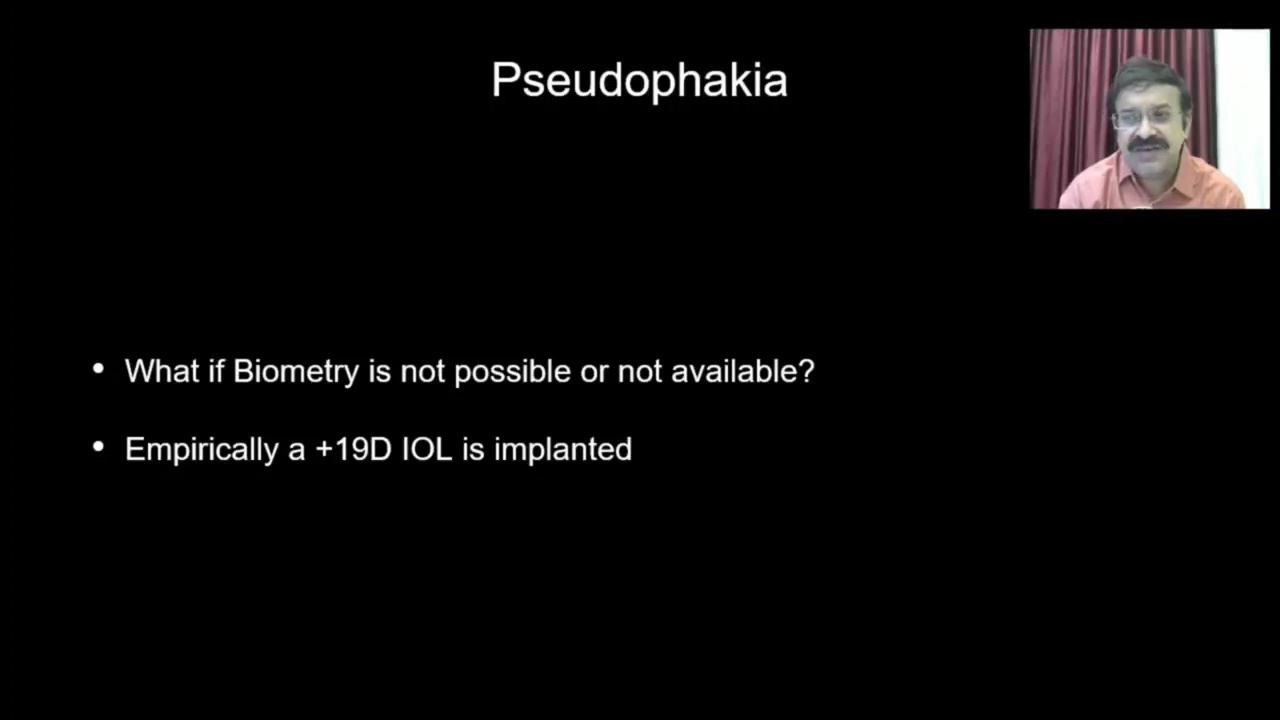 Pseudophakia
• What if Biometry is not possible or not available?
• Empirically a +19D IOL is implanted